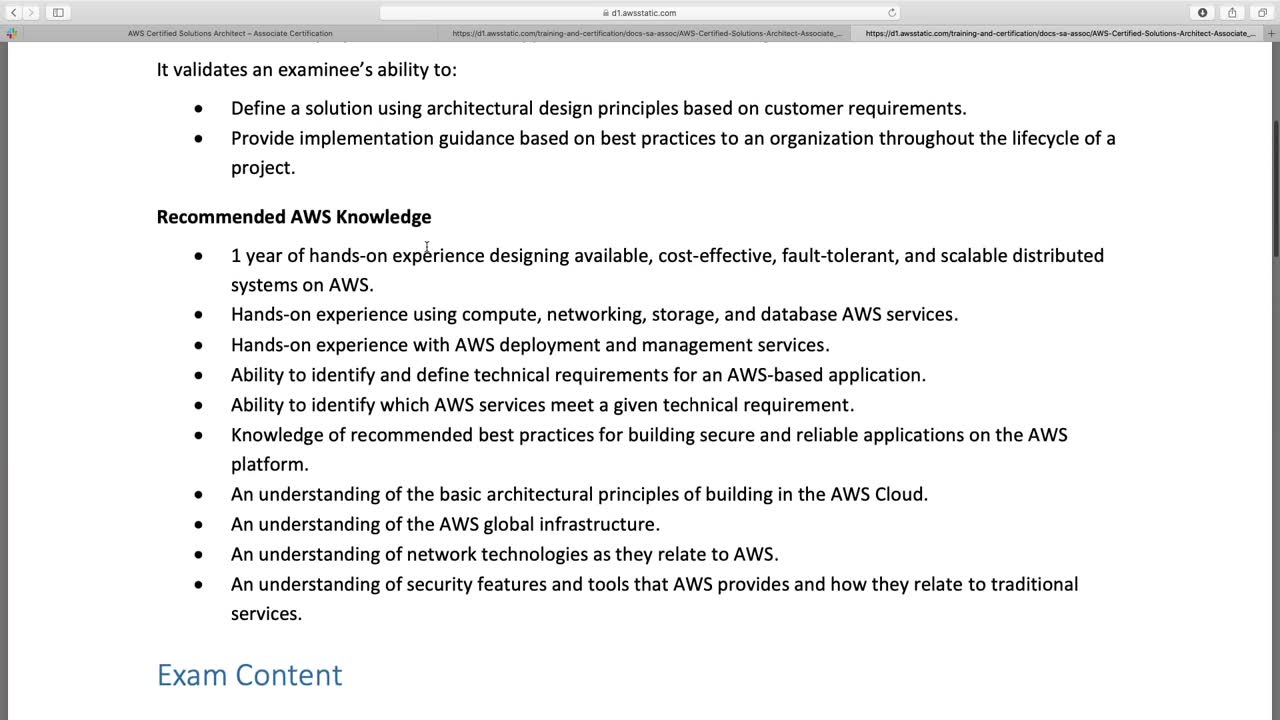 d1.awsstatic.com
AWS Certified Solutions Architect – Associate Certification
https://d1.awsstatic.com/training-and-certification/docs-sa-assoc/AWS-Certified-Solutions-Architect-Associate_...
https://d1.awsstatic.com/training-and-certification/docs-sa-assoc/AWS-Certified-Solutions-Architect-Associate_...
It validates an examinee’s ability to:
• Define a solution using architectural design principles based on customer requirements.
• Provide implementation guidance based on best practices to an organization throughout the lifecycle of a
project.
Recommended AWS Knowledge
• 1 year of hands-on experience designing available, cost-effective, fault-tolerant, and scalable distributed
systems on AWS.
• Hands-on experience using compute, networking, storage, and database AWS services.
• Hands-on experience with AWS deployment and management services.
• Ability to identify and define technical requirements for an AWS-based application.
• Ability to identify which AWS services meet a given technical requirement.
• Knowledge of recommended best practices for building secure and reliable applications on the AWS
platform.
• An understanding of the basic architectural principles of building in the AWS Cloud.
• An understanding of the AWS global infrastructure.
• An understanding of network technologies as they relate to AWS.
• An understanding of security features and tools that AWS provides and how they relate to traditional
services.
Exam Content